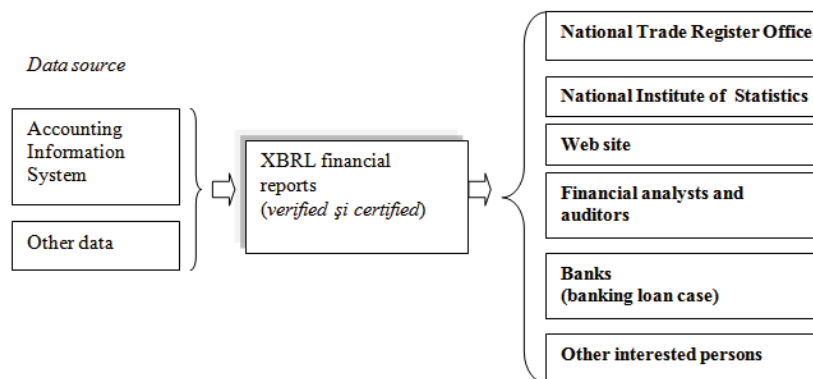 Data source
Accounting
Information
System
Other data
XBRL financial
reports
(verified şi certified)
National Trade Register Office
National Institute of Statistics
Web site
Financial analysts and
auditors
Banks
(banking loan case)
Other interested persons